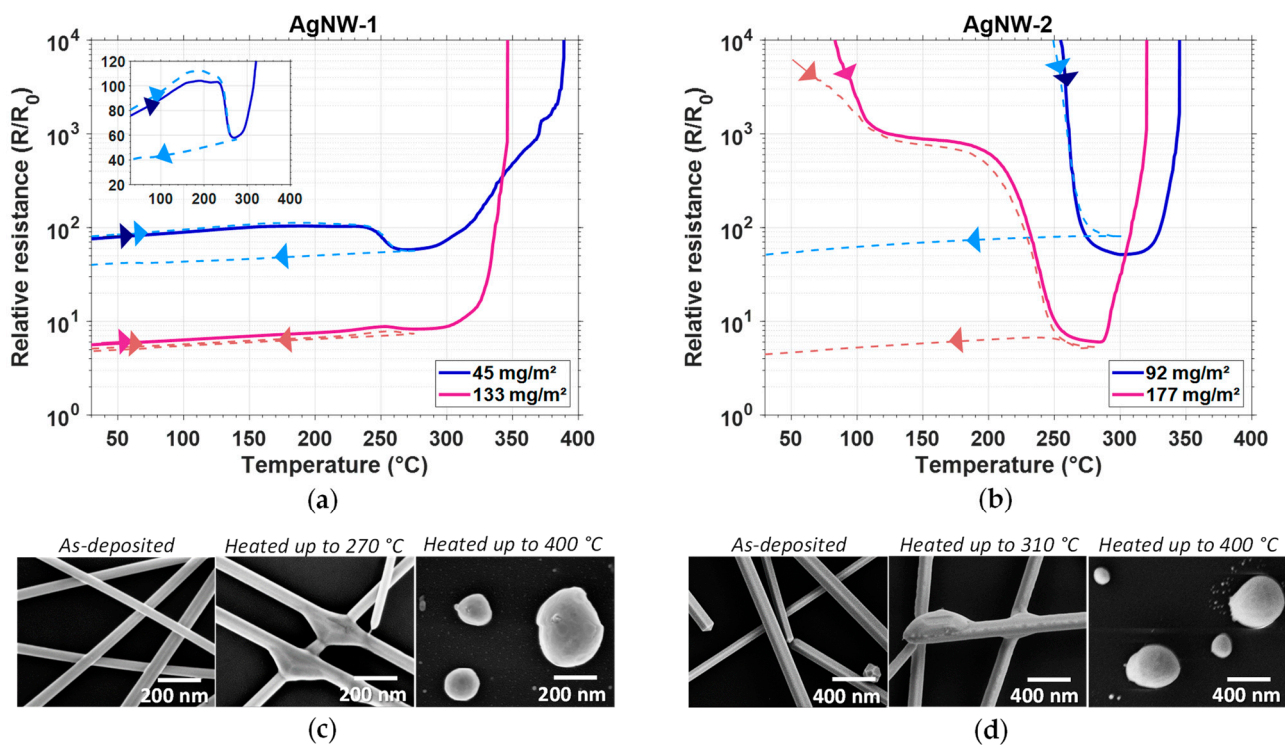 AgNW-1
10⁴
10³
10²
10¹
10⁰
Relative resistance (R/R₀)
120
100
80
60
40
20
100 200 300 400
45 mg/m²
133 mg/m²
50 100 150 200 250 300 350 400
Temperature (°C)
(a)
AgNW-2
10⁴
10³
10²
10¹
10⁰
Relative resistance (R/R₀)
92 mg/m²
177 mg/m²
50 100 150 200 250 300 350 400
Temperature (°C)
(b)
As-deposited Heated up to 270 °C Heated up to 400 °C
200 nm 200 nm 200 nm
(c)
As-deposited Heated up to 310 °C Heated up to 400 °C
400 nm 400 nm 400 nm
(d)